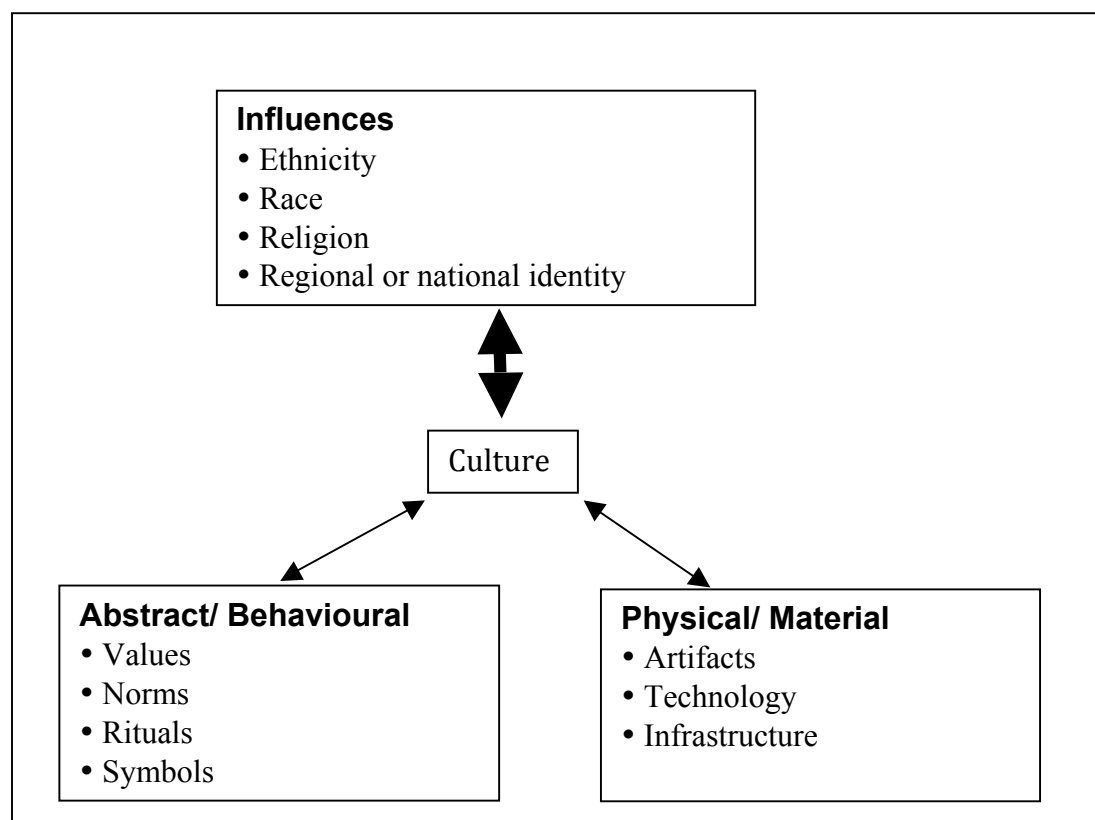 Influences
• Ethnicity
• Race
• Religion
• Regional or national identity
Culture
Abstract/ Behavioural
• Values
• Norms
• Rituals
• Symbols
Physical/ Material
• Artifacts
• Technology
• Infrastructure